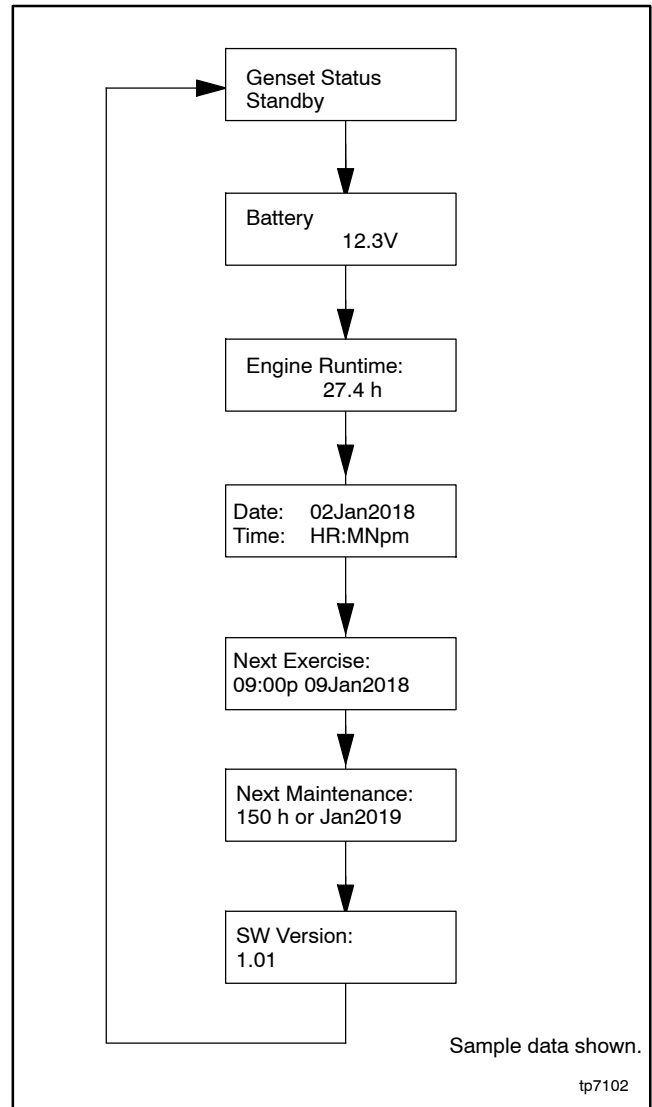 Genset Status
Standby
Battery
12.3V
Engine Runtime:
27.4 h
Date: 02Jan2018
Time: HR:MNpm
Next Exercise:
09:00p 09Jan2018
Next Maintenance:
150 h or Jan2019
SW Version:
1.01
Sample data shown.
tp7102